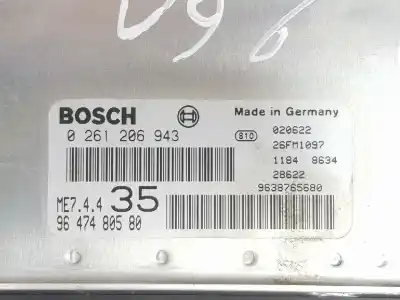 BOSCH
Made in Germany
0 261 206 943
810
020622
26FM1097
1184 8634
28622
9638765680
ME7.4.4 35
96 474 805 80